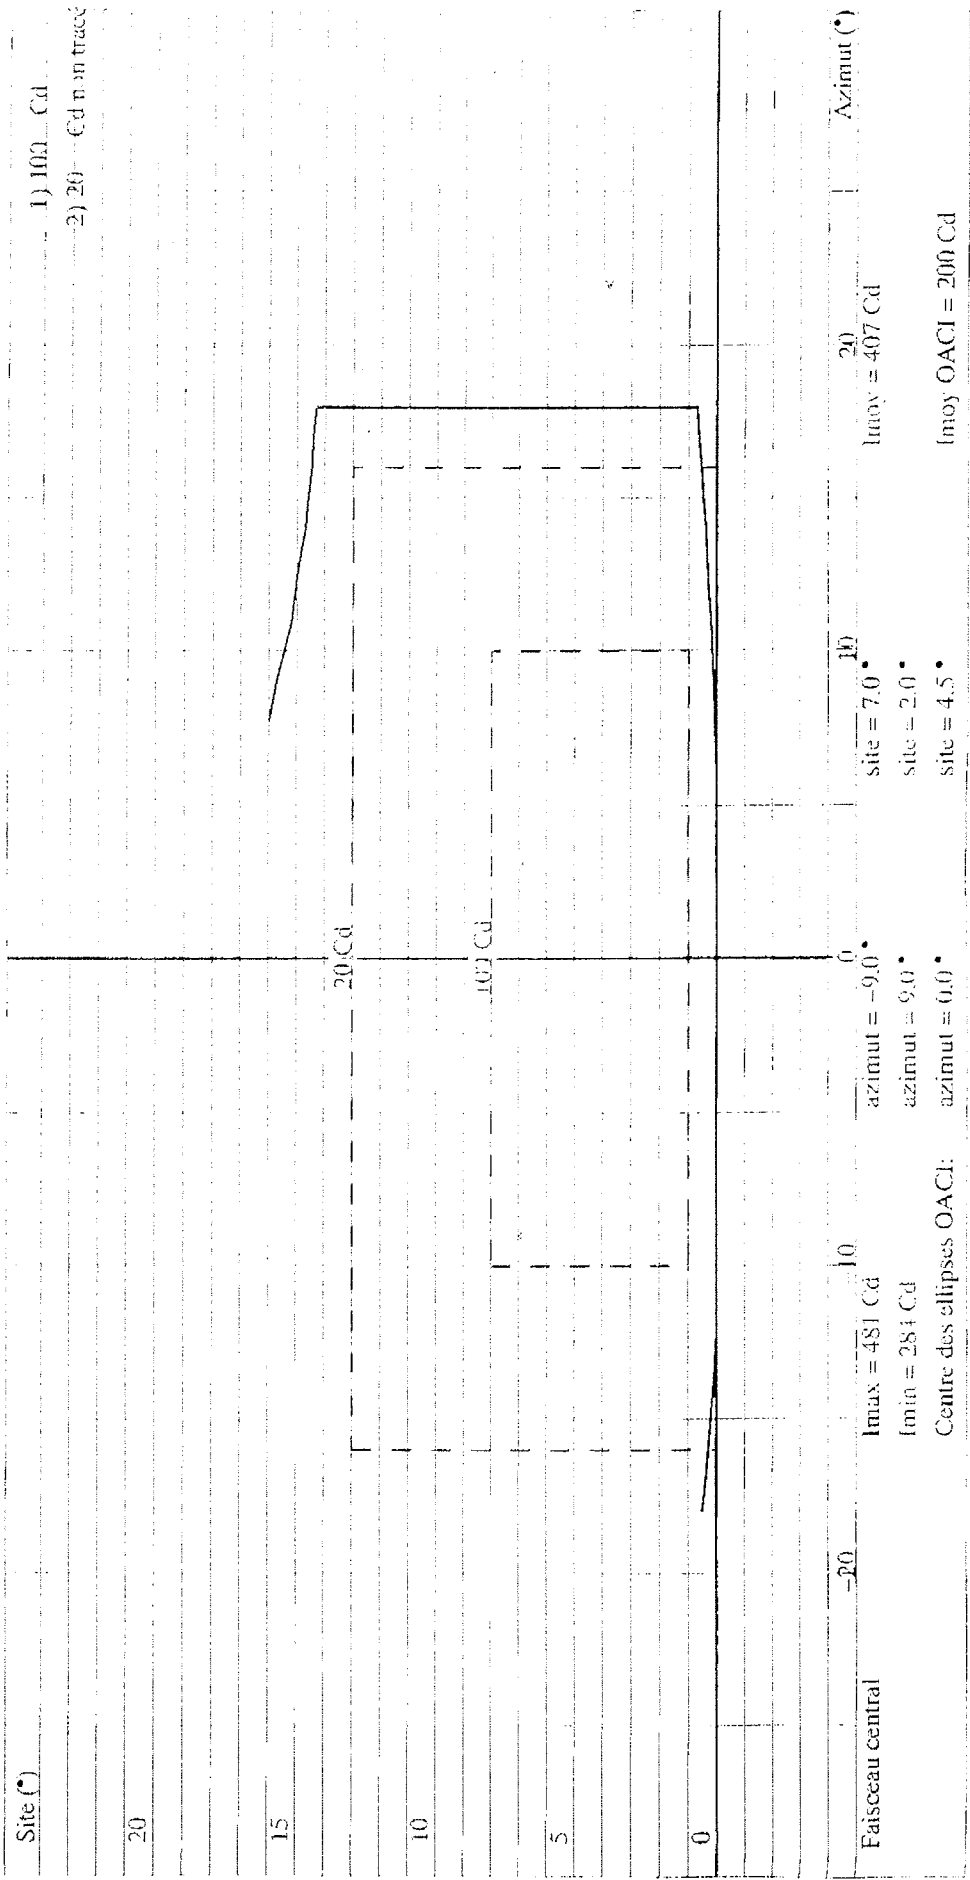 Site (°)
1) 100 Cd
2) 20 Cd non tracé
20
15
20 Cd
10
100 Cd
5
0
-20 -10 0 10 20 Azimut (°)
Faisceau central
Imax = 481 Cd azimut = -9.0° site = 7.0° Imoy = 407 Cd
Imin = 284 Cd azimut = 9.0° site = 2.0°
Centre des ellipses OACI: azimut = 0.0° site = 4.5° Imoy OACI = 200 Cd